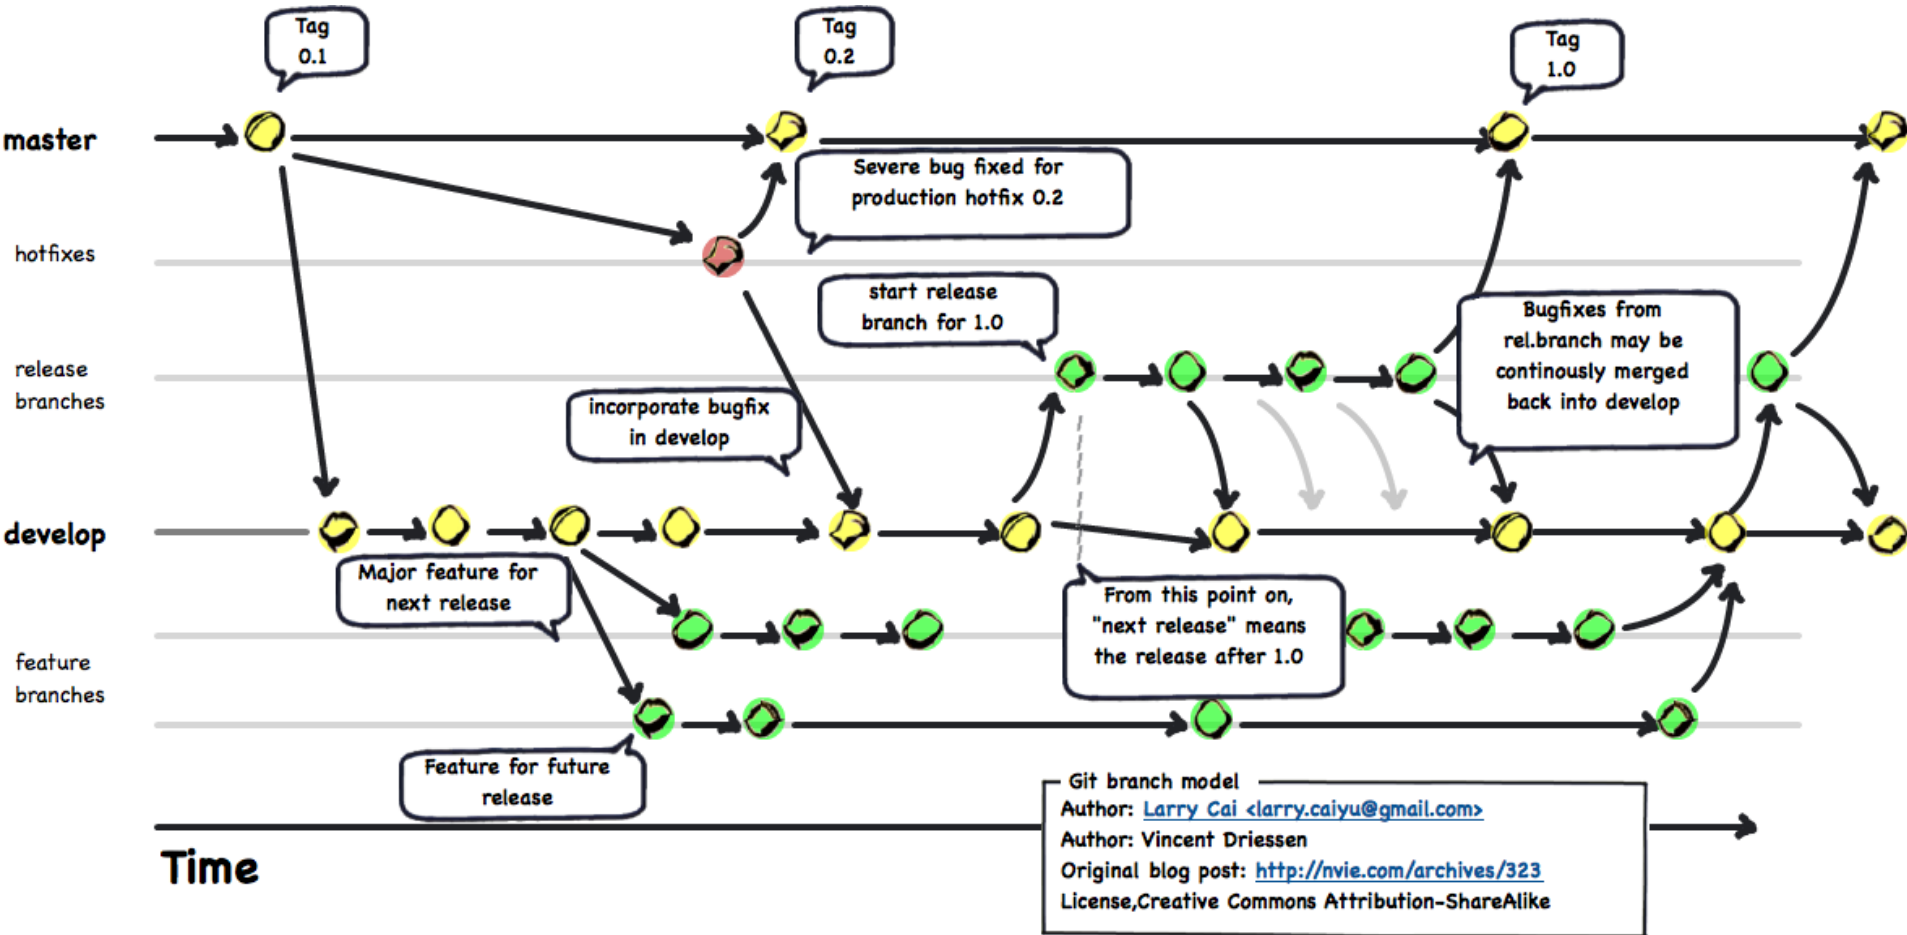 Tag
0.1
Tag
0.2
Tag
1.0
master
Severe bug fixed for
production hotfix 0.2
hotfixes
start release
branch for 1.0
Bugfixes from
rel.branch may be
continously merged
back into develop
release
branches
incorporate bugfix
in develop
develop
Major feature for
next release
From this point on,
"next release" means
the release after 1.0
feature
branches
Feature for future
release
Git branch model
Author: Larry Cai <larry.caiyu@gmail.com>
Author: Vincent Driessen
Original blog post: http://nvie.com/archives/323
License,Creative Commons Attribution-ShareAlike
Time